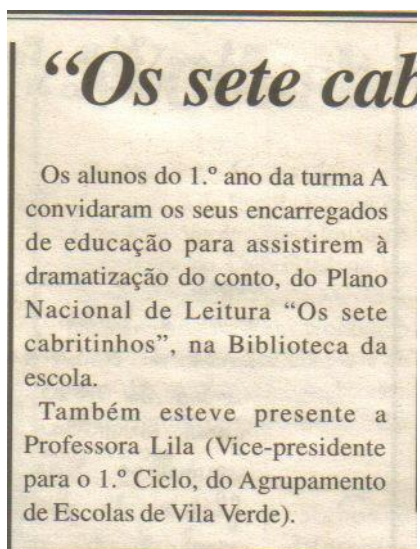 “Os sete cab
Os alunos do 1.º ano da turma A
convidaram os seus encarregados
de educação para assistirem à
dramatização do conto, do Plano
Nacional de Leitura “Os sete
cabritinhos”, na Biblioteca da
escola.
Também esteve presente a
Professora Lila (Vice-presidente
para o 1.º Ciclo, do Agrupamento
de Escolas de Vila Verde).